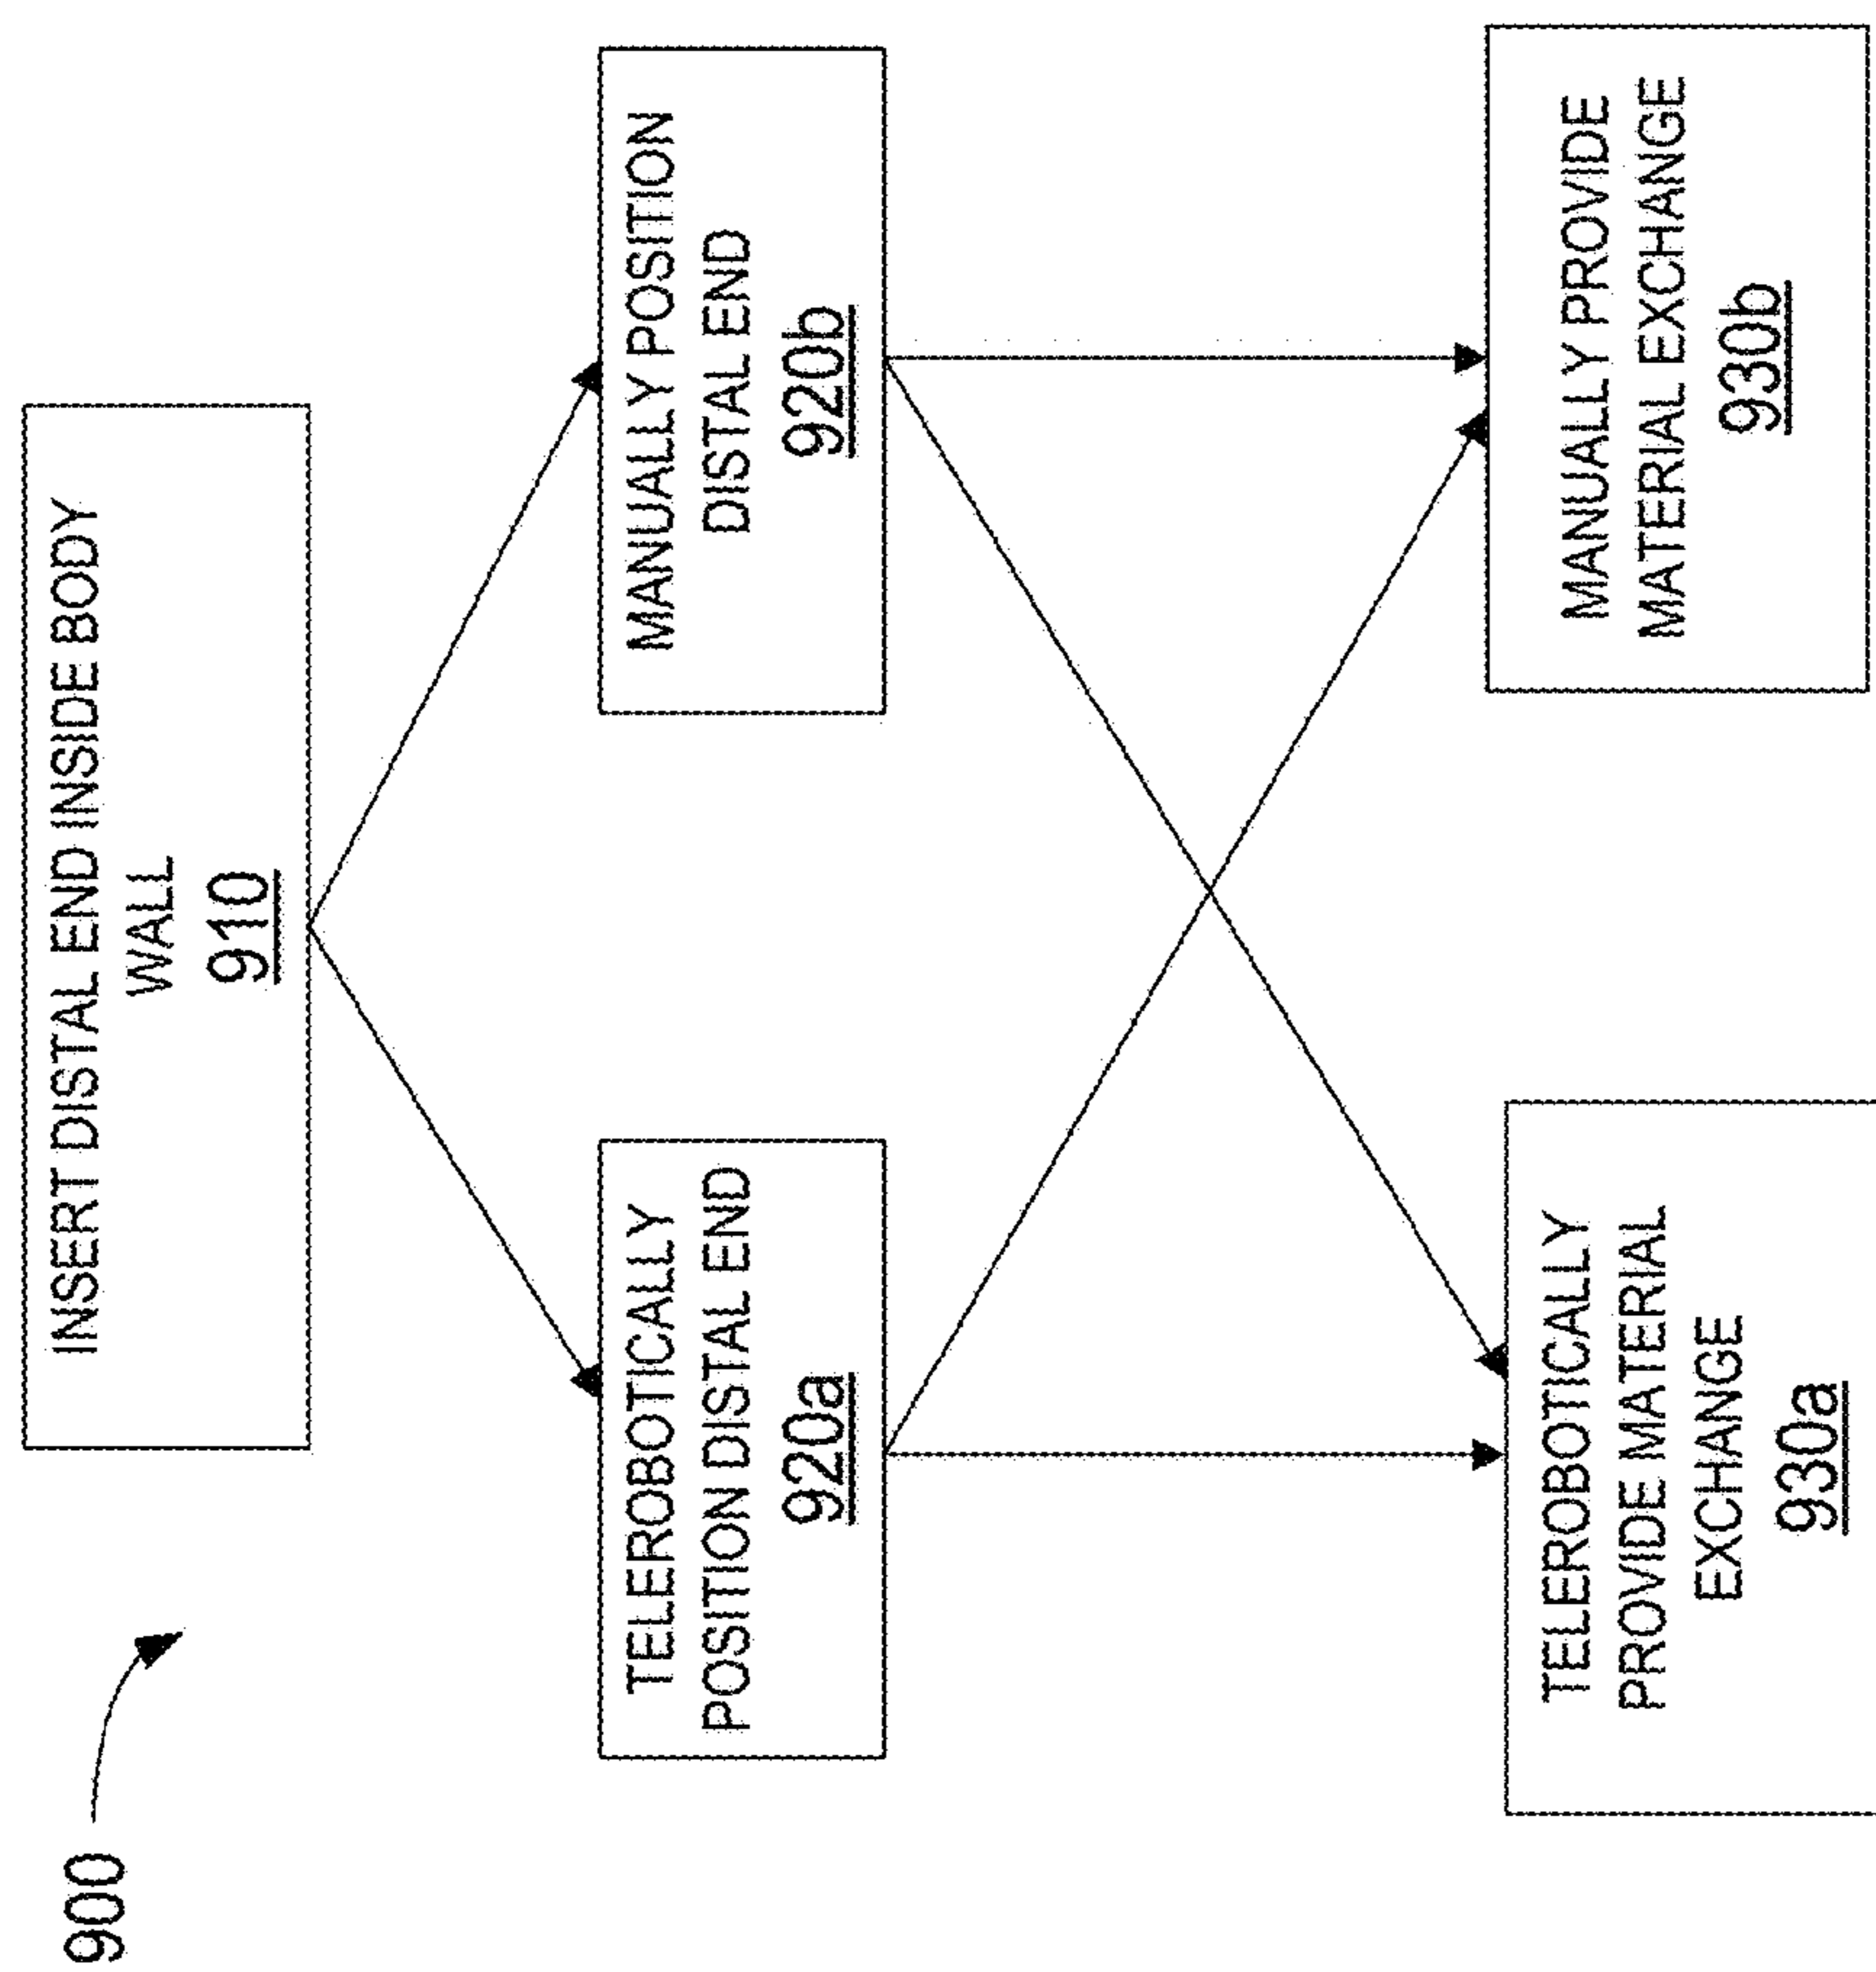 900
INSERT DISTAL END INSIDE BODY
WALL
910
TELEROBOTICALLY
POSITION DISTAL END
920a
MANUALLY POSITION
DISTAL END
920b
TELEROBOTICALLY
PROVIDE MATERIAL
EXCHANGE
930a
MANUALLY PROVIDE
MATERIAL EXCHANGE
930b